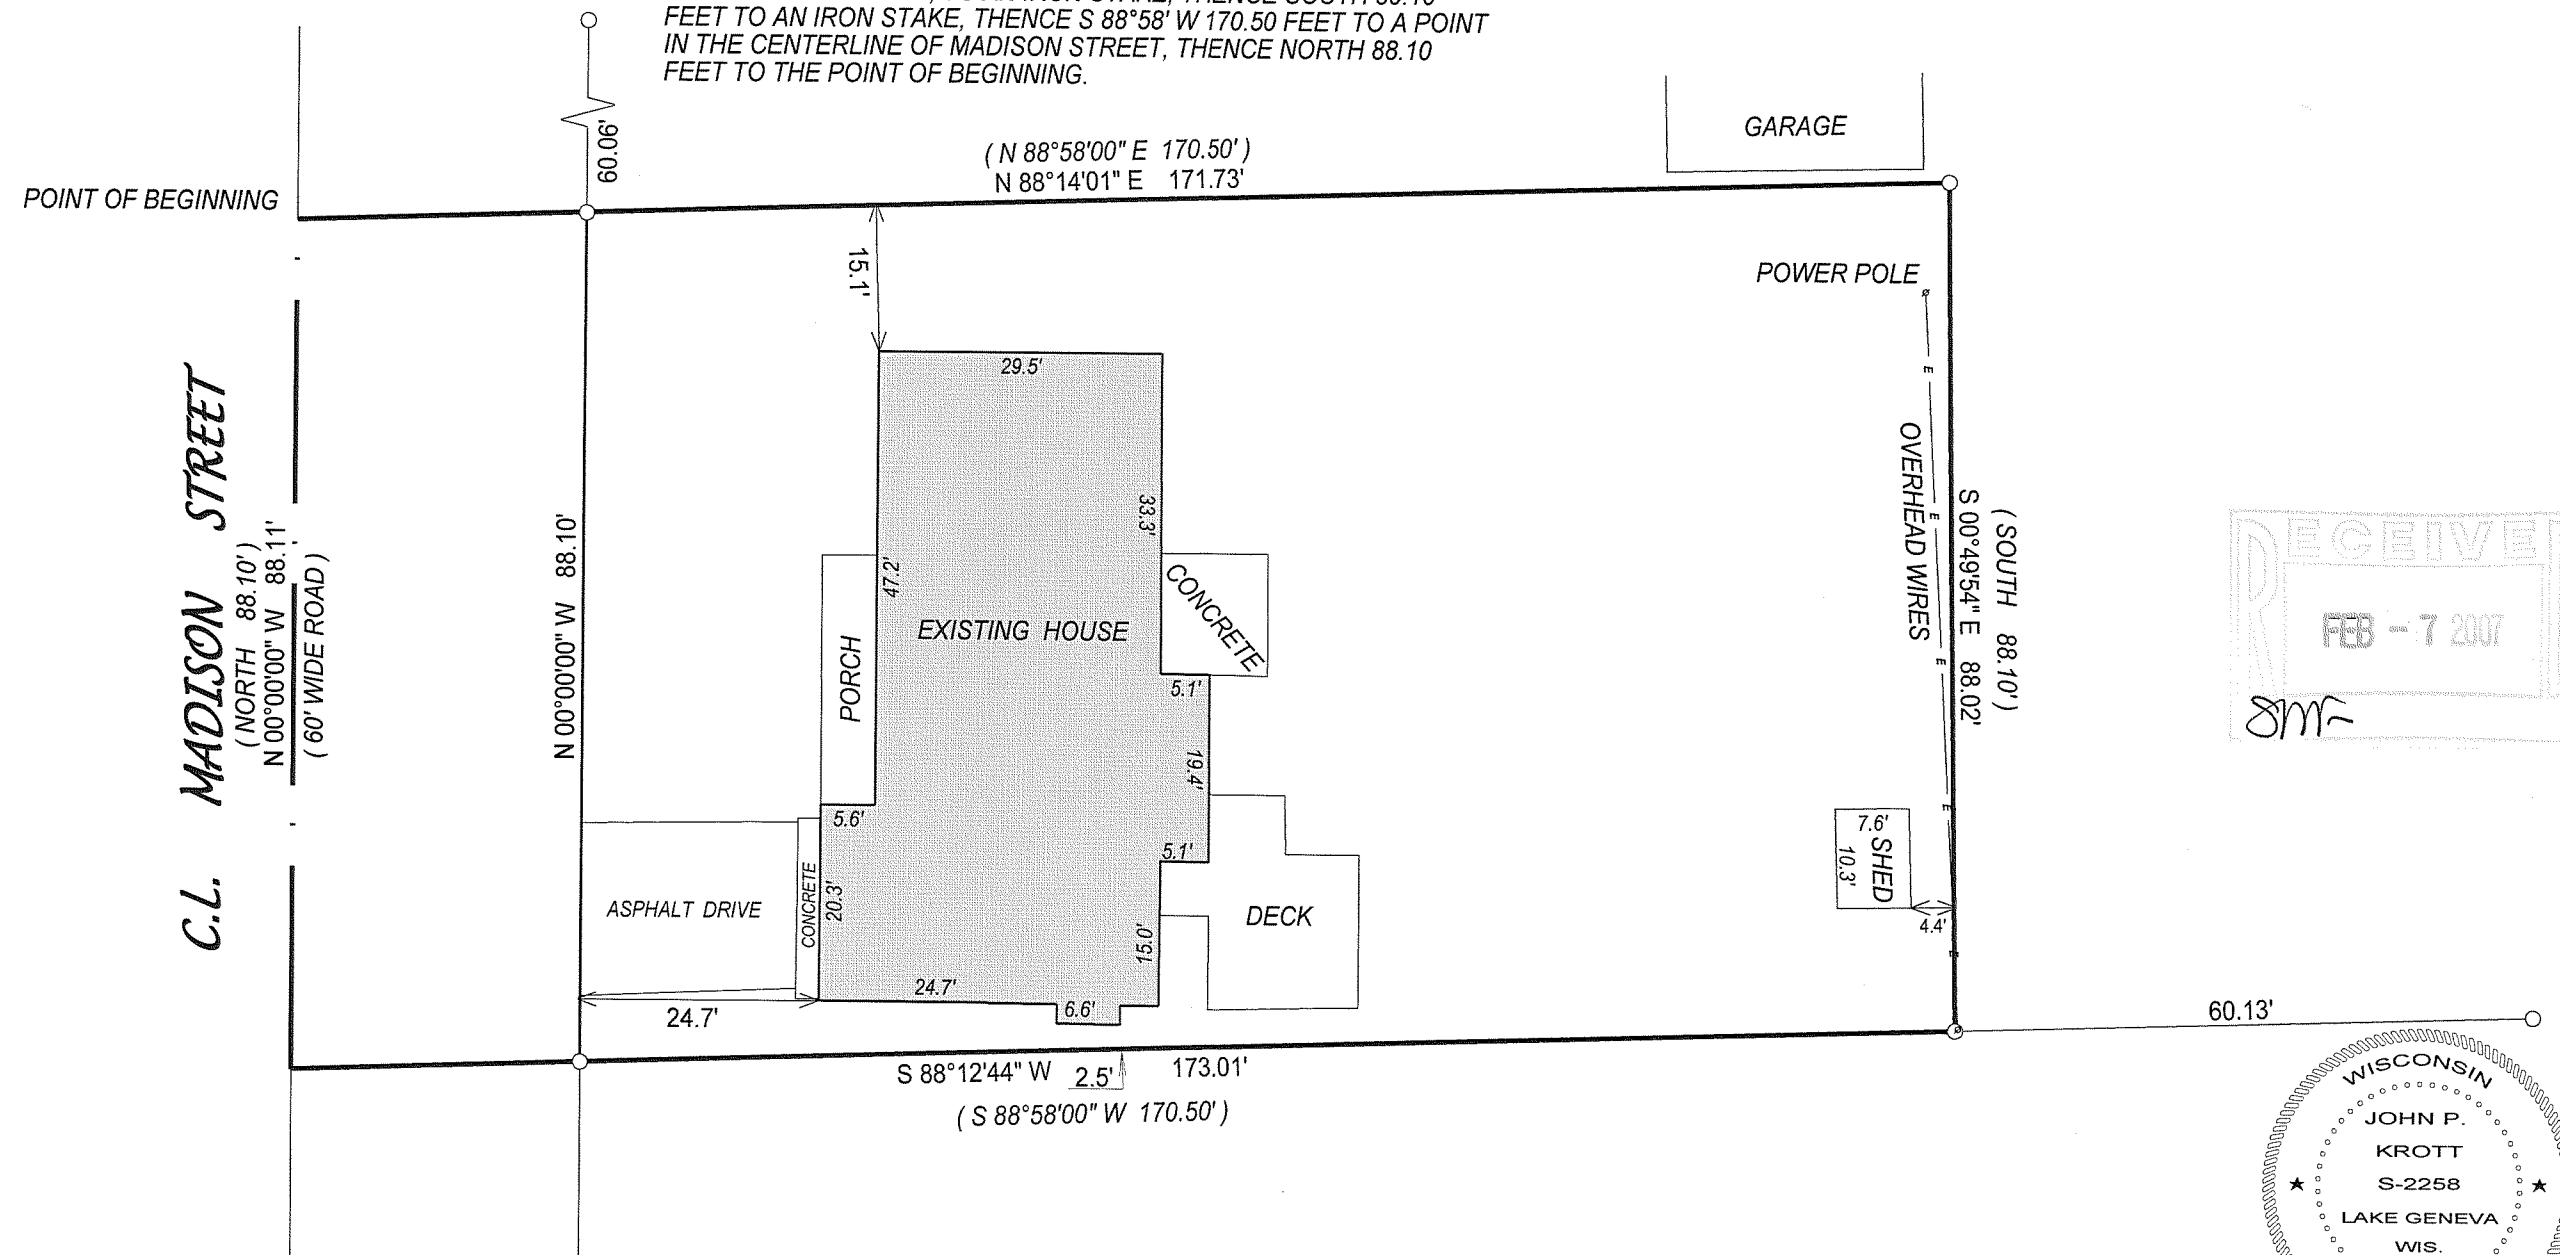 FEET TO AN IRON STAKE, THENCE S 88°58' W 170.50 FEET TO A POINT
IN THE CENTERLINE OF MADISON STREET, THENCE NORTH 88.10
FEET TO THE POINT OF BEGINNING.
GARAGE
60.06'
( N 88°58'00" E 170.50' )
N 88°14'01" E 171.73'
POINT OF BEGINNING
15.1'
POWER POLE
29.5'
E
C.L. MADISON STREET
( NORTH 88.10' )
N 00°00'00" W 88.11'
( 60' WIDE ROAD )
N 00°00'00" W 88.10'
33.3'
47.2'
CONCRETE
EXISTING HOUSE
PORCH
OVERHEAD WIRES
E
E
E
E
S 00°49'54" E 88.02'
( SOUTH 88.10' )
RECEIVE
FEB - 7 2007
5.1'
19.4'
5.6'
5.1'
7.6'
SHED
10.3'
4.4'
ASPHALT DRIVE
CONCRETE
20.3'
15.0'
DECK
24.7'
6.6'
24.7'
60.13'
S 88°12'44" W 2.5' 173.01'
( S 88°58'00" W 170.50' )
WISCONSIN
JOHN P.
KROTT
S-2258
LAKE GENEVA
WIS.